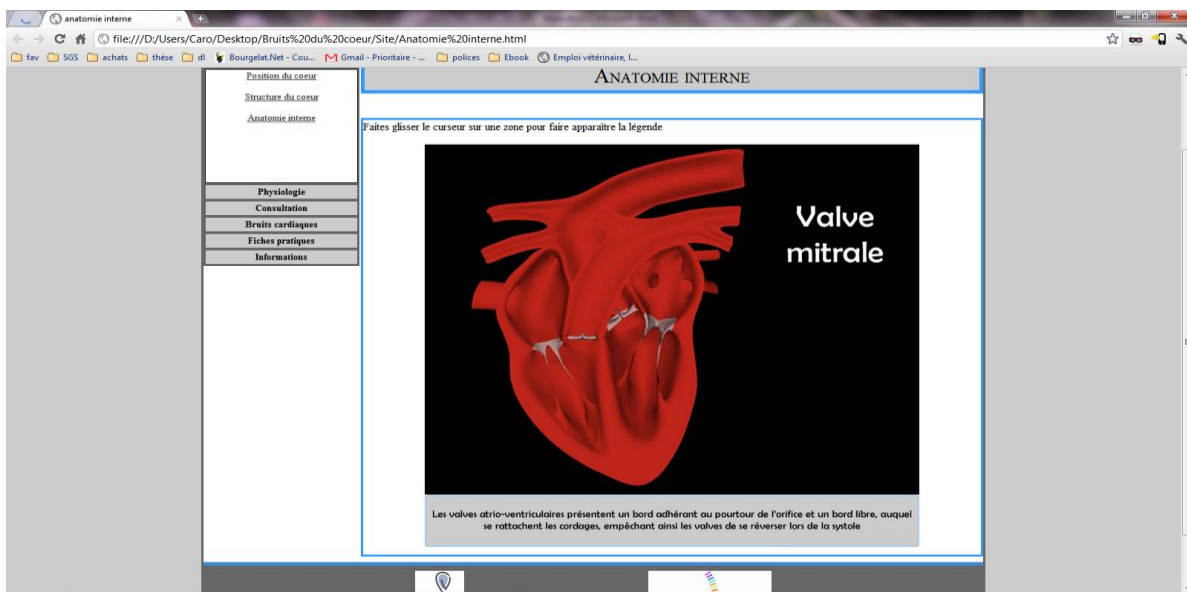 anatomie interne
file:///D:/Users/Caro/Desktop/Bruits%20du%20coeur/Site/Anatomie%20interne.html
fav SGS achats thèse dl Bourgelat.Net - Cou... Gmail - Prioritaire - ... polices Ebook Emploi vétérinaire, l...
Position du coeur
Structure du coeur
Anatomie interne
Physiologie
Consultation
Bruits cardiaques
Fiches pratiques
Informations
ANATOMIE INTERNE
Faites glisser le curseur sur une zone pour faire apparaître la légende
Valve
mitrale
Les valves atrio-ventriculaires présentent un bord adhérant au pourtour de l'orifice et un bord libre, auquel
se rattachent les cordages, empêchant ainsi les valves de se réverser lors de la systole